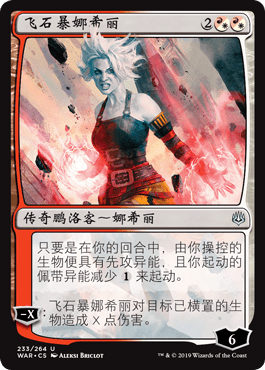 飞石暴娜希丽 2
传奇鹏洛客～娜希丽
只要是在你的回合中，由你操控的
生物便具有先攻异能，且你起动的
佩带异能减少 1 来起动。
-X ：飞石暴娜希丽对目标已横置的生
物造成 X 点伤害。
6
233/264 U
WAR • CS ALEKSI BRICLOT
™ & © 2019 Wizards of the Coast